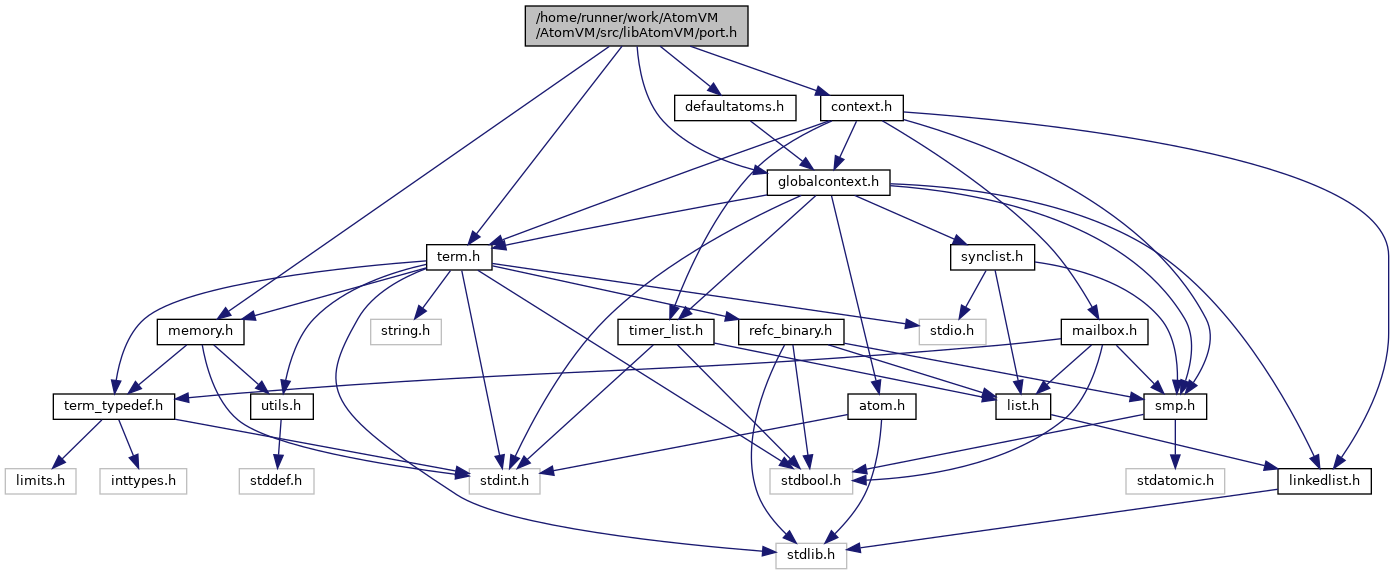 /home/runner/work/AtomVM
/AtomVM/src/libAtomVM/port.h
defaultatoms.h
context.h
globalcontext.h
term.h
synclist.h
memory.h
string.h
timer_list.h
refc_binary.h
stdio.h
mailbox.h
term_typedef.h
utils.h
atom.h
list.h
smp.h
limits.h
inttypes.h
stddef.h
stdint.h
stdbool.h
stdatomic.h
linkedlist.h
stdlib.h